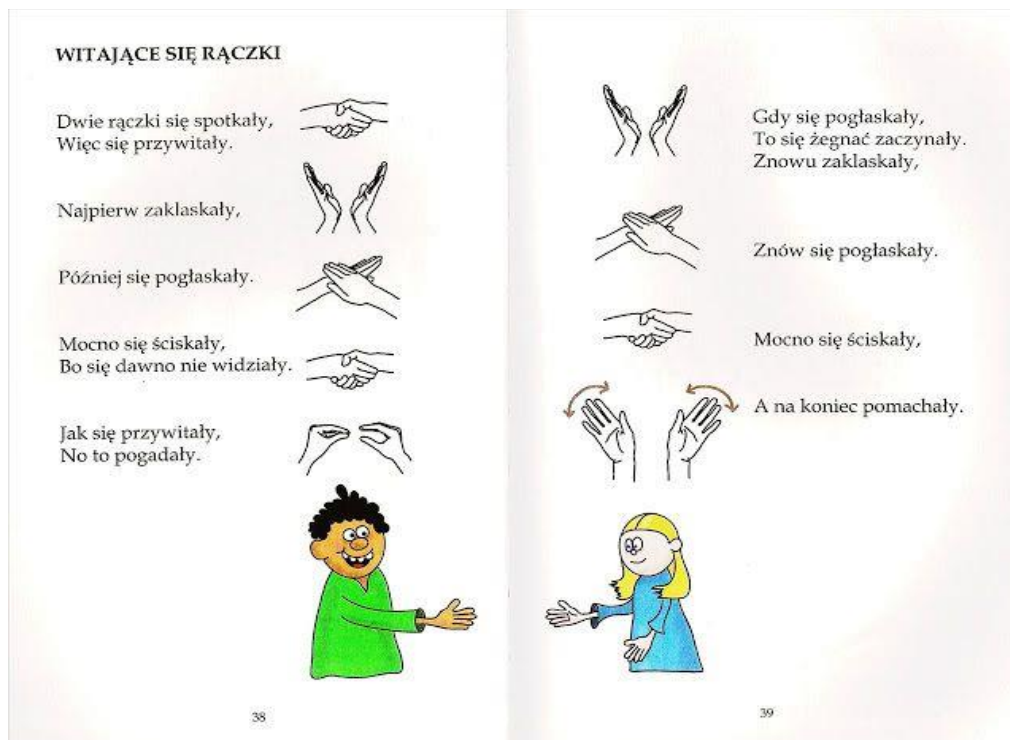 WITAJĄCE SIĘ RĄCZKI
Dwie rączki się spotkały,
Więc się przywitały.
Najpierw zaklaskały,
Później się pogłaskały.
Mocno się ściskały,
Bo się dawno nie widziały.
Jak się przywitały,
No to pogadały.
38
Gdy się pogłaskały,
To się żegnać zaczynały.
Znowu zaklaskały,
Znów się pogłaskały.
Mocno się ściskały,
A na koniec pomachały.
39